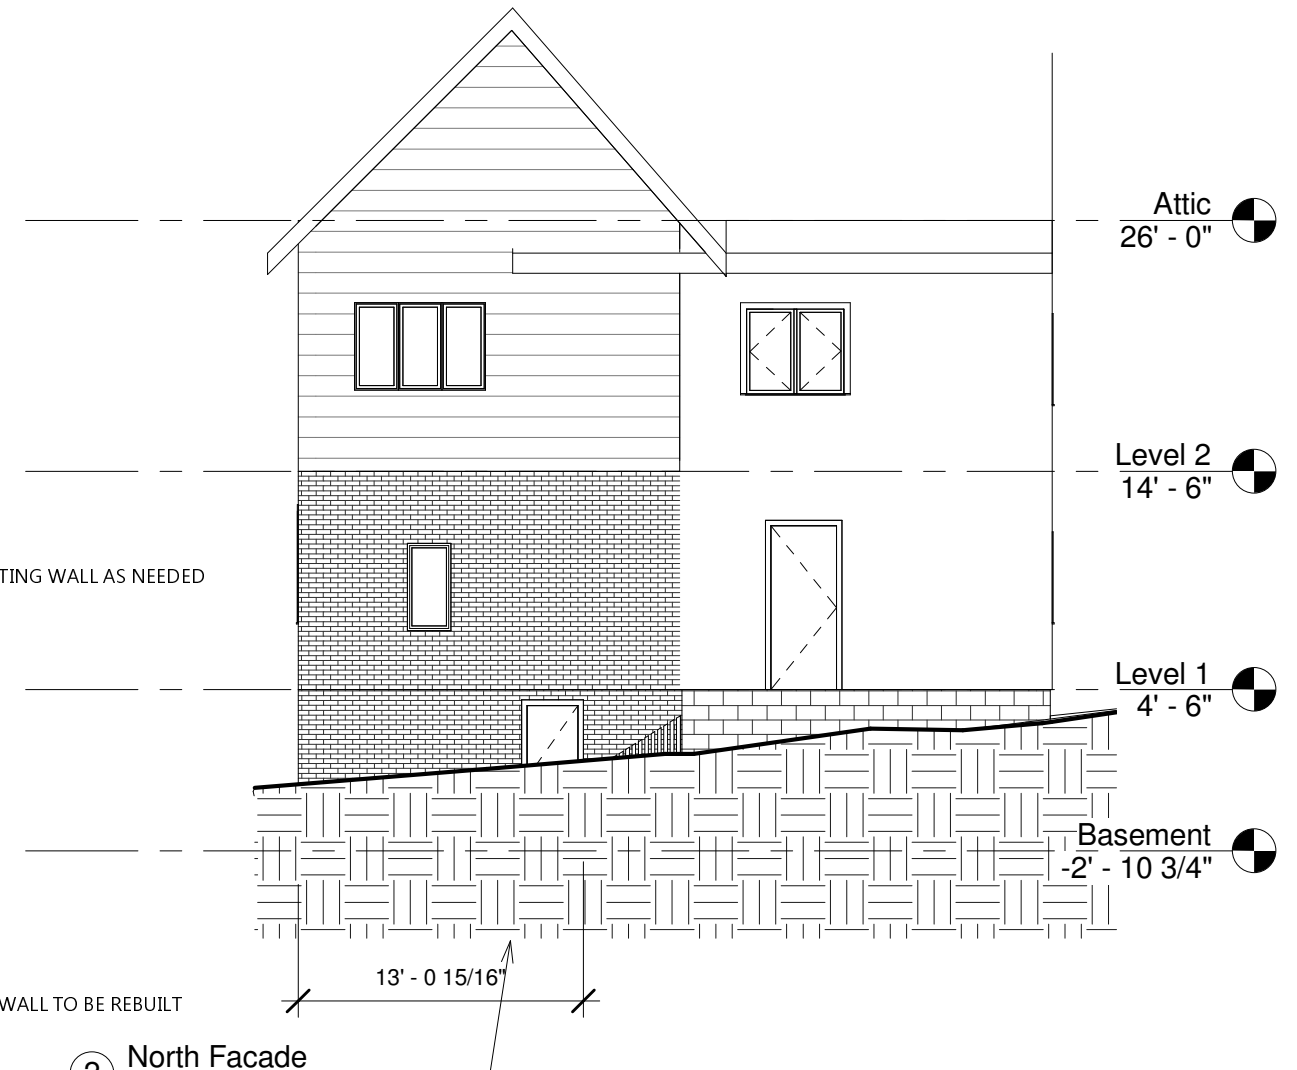 Attic
26' - 0"
Level 2
14' - 6"
TING WALL AS NEEDED
Level 1
4' - 6"
Basement
-2' - 10 3/4"
13' - 0 15/16"
WALL TO BE REBUILT
North Facade